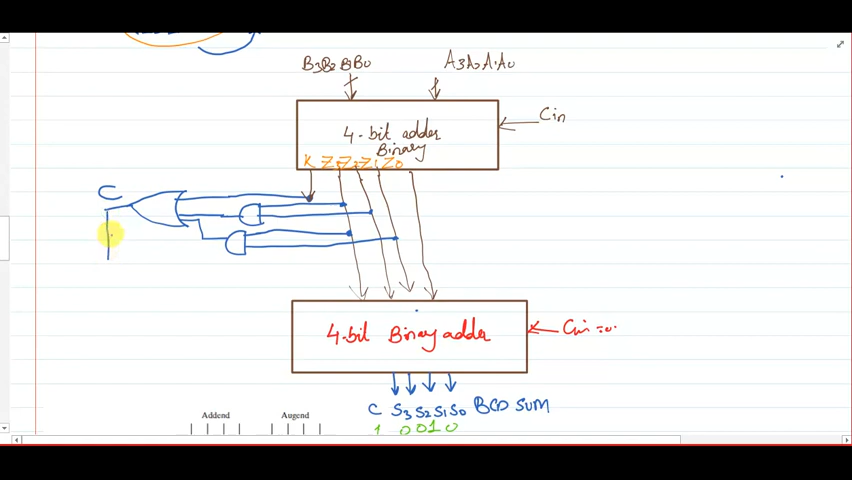 B3B2B1B0 A3A2A1A0
Cin
4-bit adder
Binary
K Z3Z2Z1Z0
C
4-bit Binary adder
Cin=0
C S3S2S1S0 BCD SUM
1 0010
Addend Augend